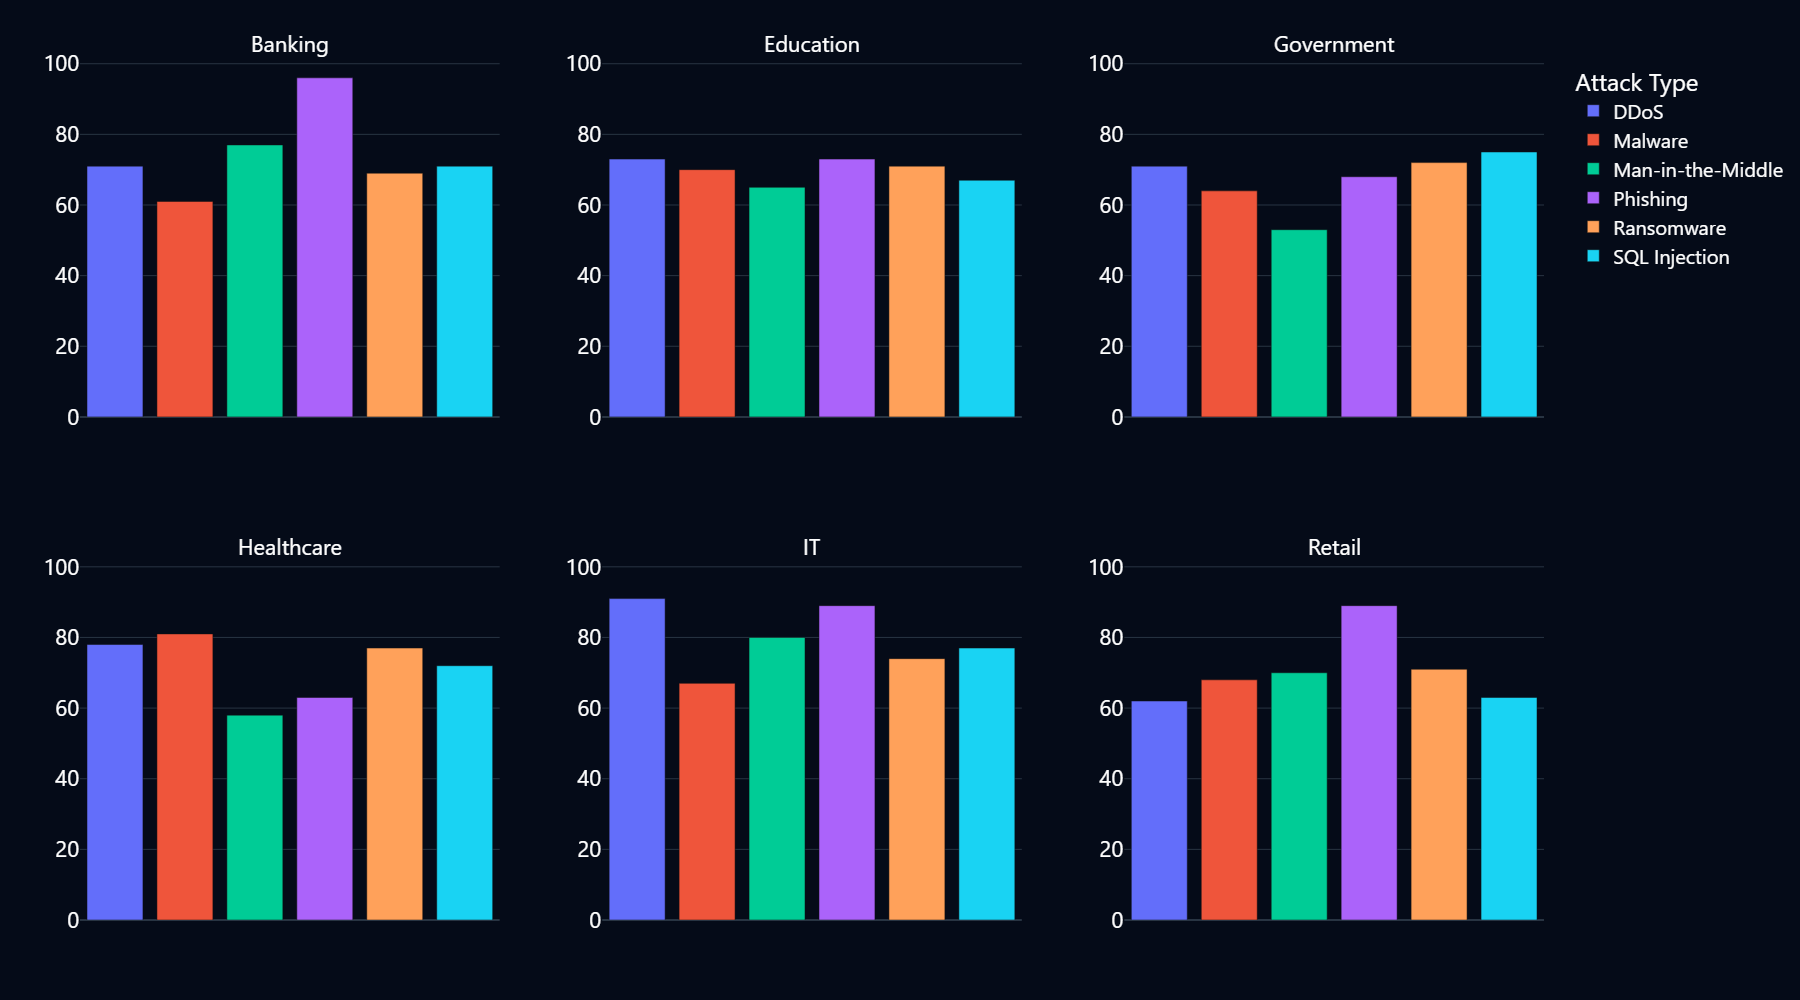 Banking
100
80
60
40
20
0
Education
100
80
60
40
20
0
Government
100
80
60
40
20
0
Attack Type
DDoS
Malware
Man-in-the-Middle
Phishing
Ransomware
SQL Injection
Healthcare
100
80
60
40
20
0
IT
100
80
60
40
20
0
Retail
100
80
60
40
20
0